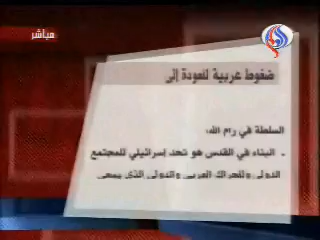 مباشر
ضغوط عربية للعودة إلى
السلطة في رام الله:
- البناء في القدس هو تحد إسرائيلي للمجتمع
الدولي وللحراك العربي والدولي الذي يسعى